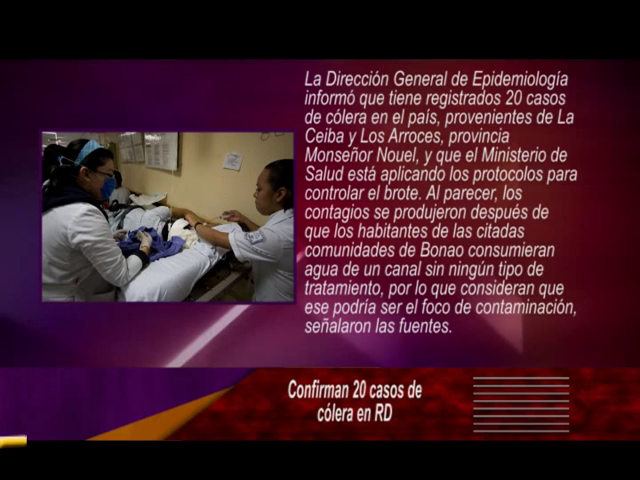 La Dirección General de Epidemiología
informó que tiene registrados 20 casos
de cólera en el país, provenientes de La
Ceiba y Los Arroces, provincia
Monseñor Nouel, y que el Ministerio de
Salud está aplicando los protocolos para
controlar el brote. Al parecer, los
contagios se produjeron después de
que los habitantes de las citadas
comunidades de Bonao consumieran
agua de un canal sin ningún tipo de
tratamiento, por lo que consideran que
ese podría ser el foco de contaminación,
señalaron las fuentes.
Confirman 20 casos de
cólera en RD